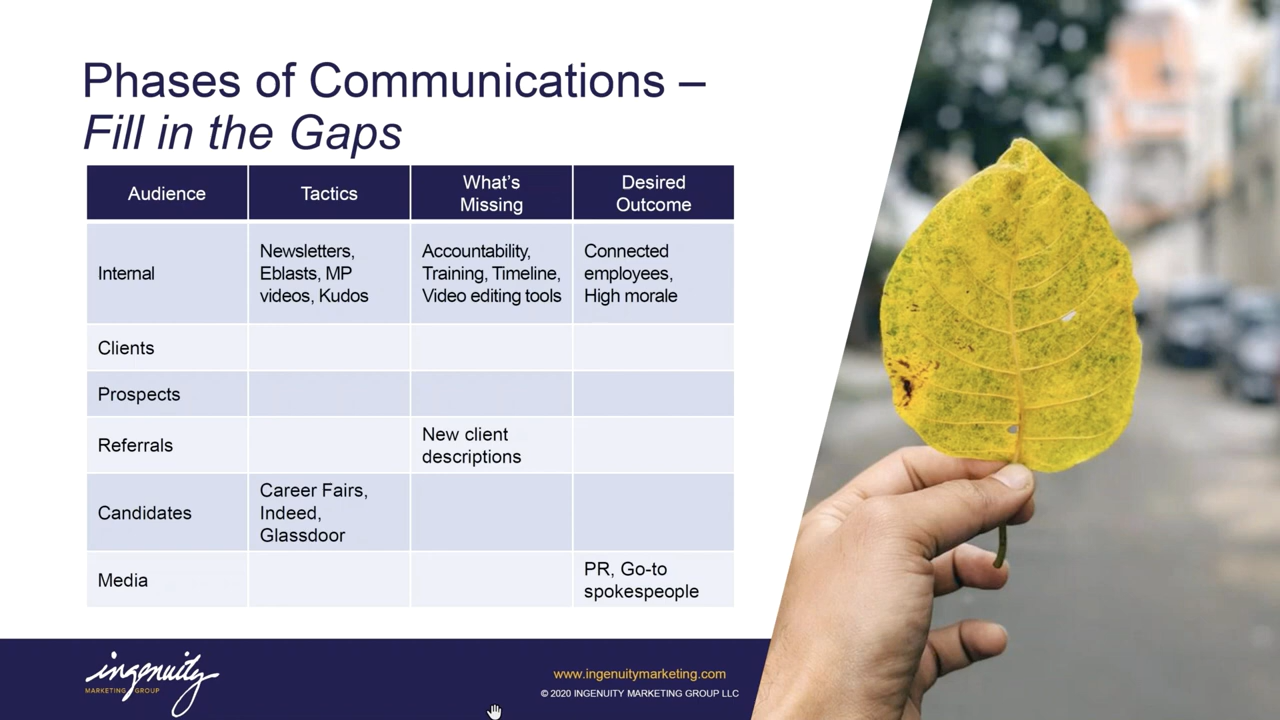 Phases of Communications –
Fill in the Gaps
Audience
Tactics
What's
Missing
Desired
Outcome
Internal
Newsletters,
Eblasts, MP
videos, Kudos
Accountability,
Training, Timeline,
Video editing tools
Connected
employees,
High morale
Clients
Prospects
Referrals
New client
descriptions
Candidates
Career Fairs,
Indeed,
Glassdoor
Media
PR, Go-to
spokespeople
ingenuity
MARKETING GROUP
www.ingenuitymarketing.com
© 2020 INGENUITY MARKETING GROUP LLC